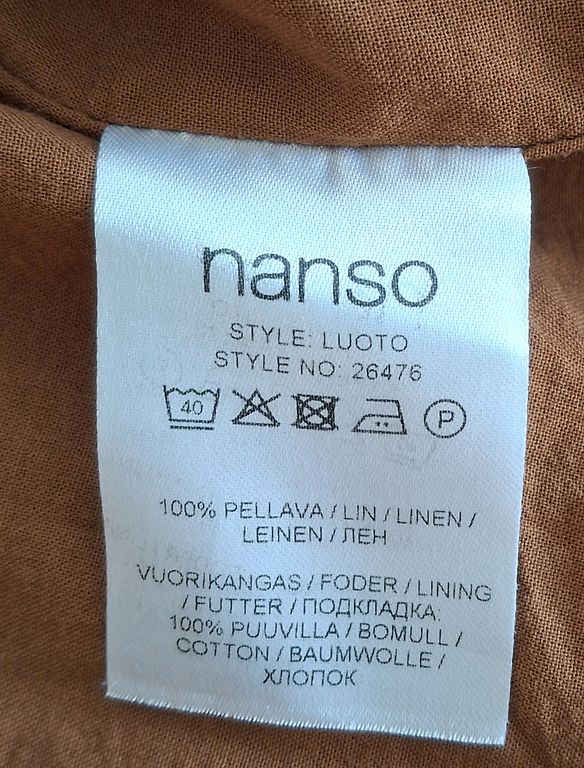 nanso
STYLE: LUOTO
STYLE NO: 26476
40 P
100% PELLAVA / LIN / LINEN /
LEINEN / ЛЕН
VUORIKANGAS / FODER / LINING
/ FUTTER / ПОДКЛАДКА:
100% PUUVILLA / BOMULL /
COTTON / BAUMWOLLE /
ХЛОПОК